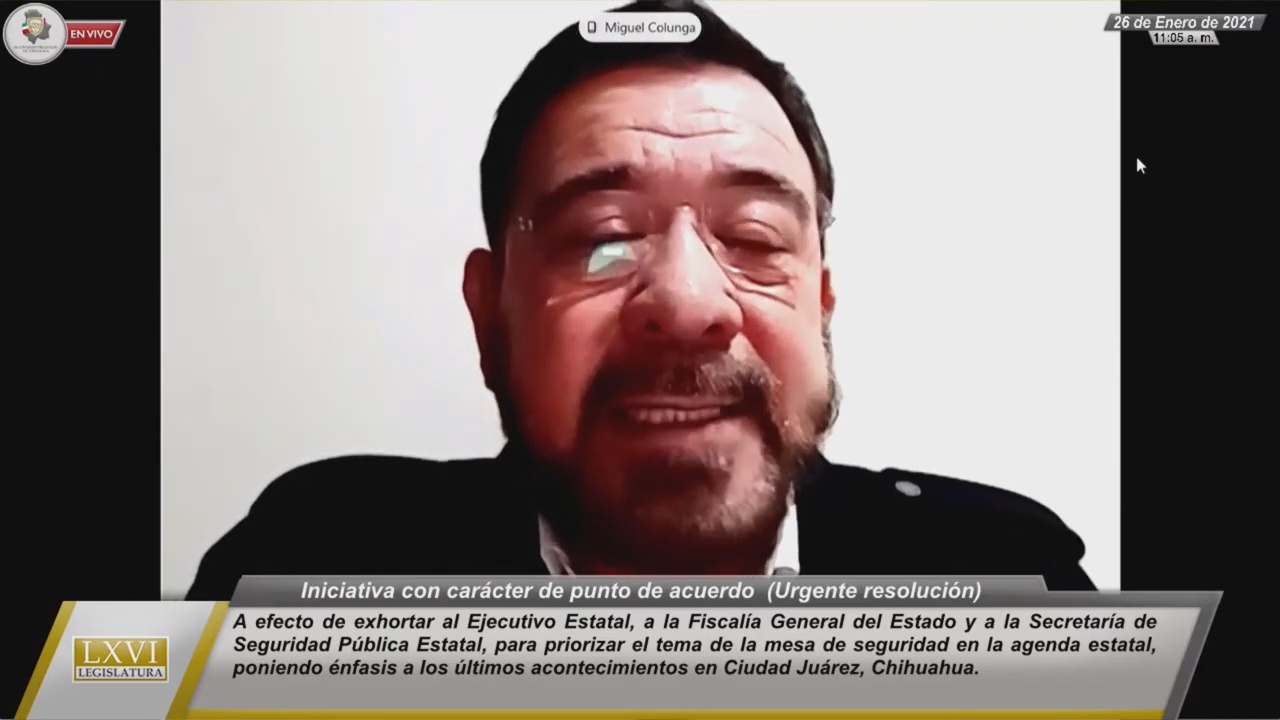 EN VIVO
Miguel Colunga
26 de Enero de 2021
11:05 a. m.
Iniciativa con carácter de punto de acuerdo (Urgente resolución)
A efecto de exhortar al Ejecutivo Estatal, a la Fiscalía General del Estado y a la Secretaría de
Seguridad Pública Estatal, para priorizar el tema de la mesa de seguridad en la agenda estatal,
poniendo énfasis a los últimos acontecimientos en Ciudad Juárez, Chihuahua.
LXVI
LEGISLATURA